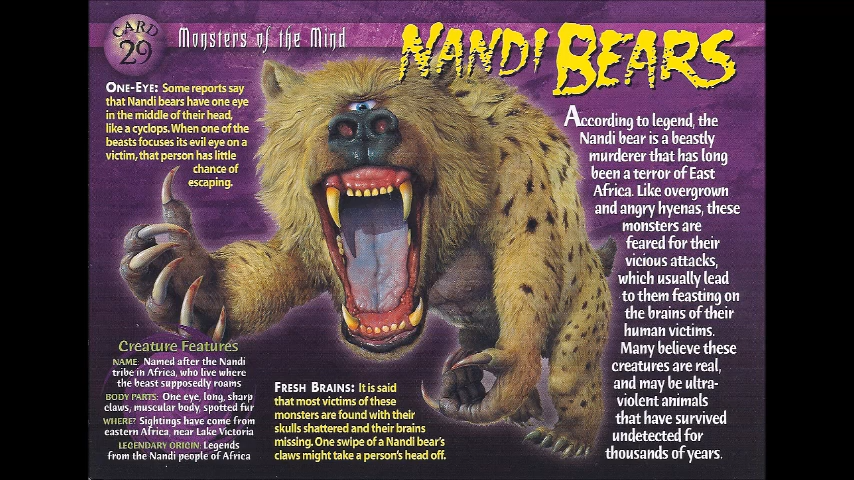 CARD
29
Monsters of the Mind
NANDI BEARS
ONE-EYE: Some reports say
that Nandi bears have one eye
in the middle of their head,
like a cyclops. When one of the
beasts focuses its evil eye on a
victim, that person has little
chance of
escaping.
According to legend, the
Nandi bear is a beastly
murderer that has long
been a terror of East
Africa. Like overgrown
and angry hyenas, these
monsters are
feared for their
vicious attacks,
which usually lead
to them feasting on
the brains of their
human victims.
Many believe these
creatures are real,
and may be ultra-
violent animals
that have survived
undetected for
thousands of years.
Creature Features
NAME: Named after the Nandi
tribe in Africa, who live where
the beast supposedly roams
BODY PARTS: One eye, long, sharp
claws, muscular body, spotted fur
WHERE? Sightings have come from
eastern Africa, near Lake Victoria
LEGENDARY ORIGIN: Legends
from the Nandi people of Africa
FRESH BRAINS: It is said
that most victims of these
monsters are found with their
skulls shattered and their brains
missing. One swipe of a Nandi bear's
claws might take a person's head off.